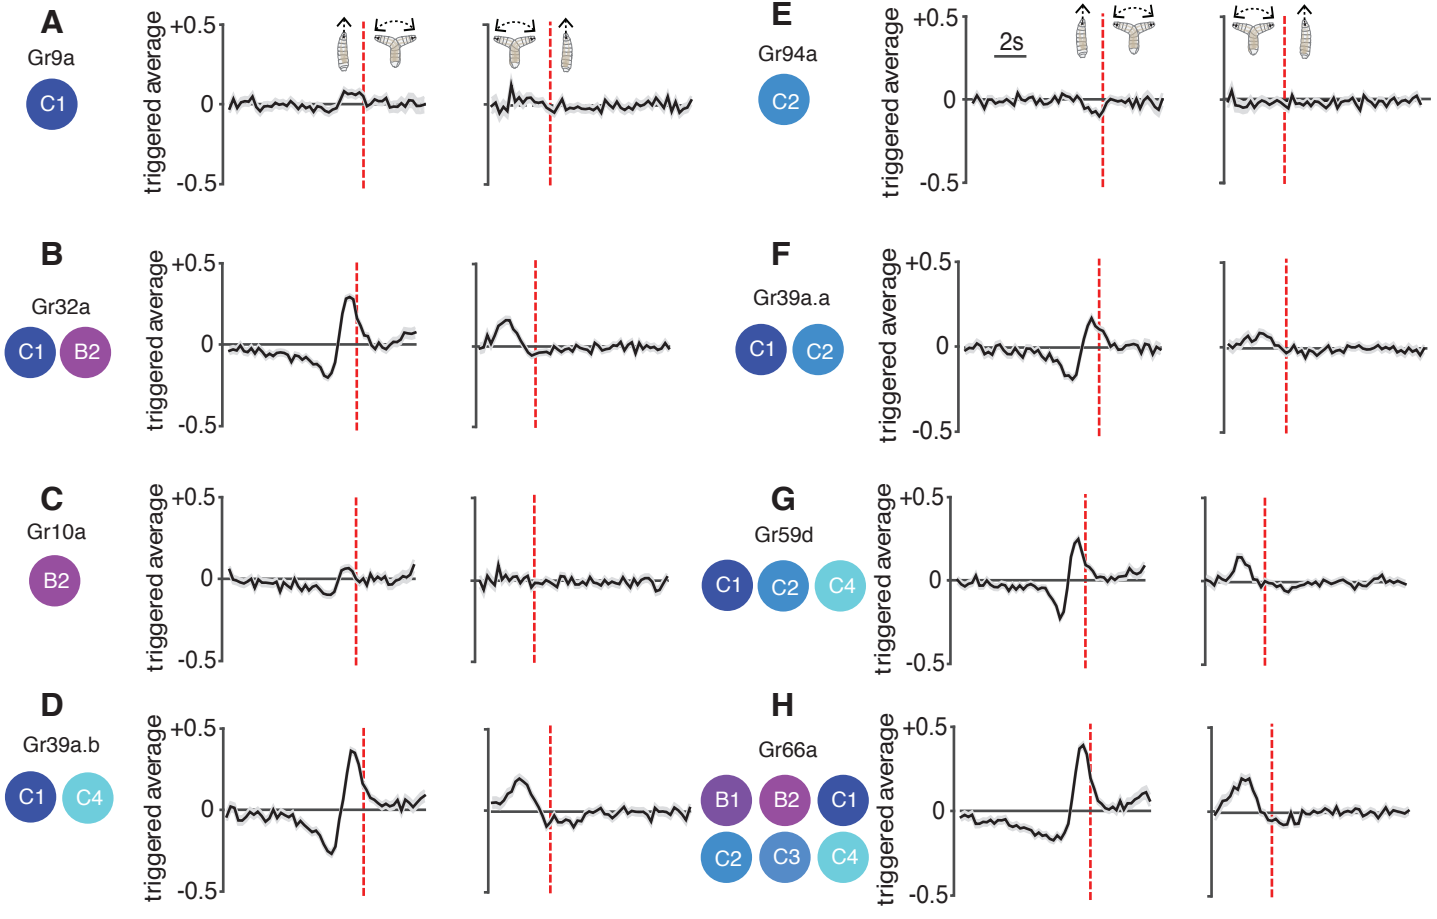 A
Gr9a
C1
triggered average
+0.5
0
-0.5
E
Gr94a
C2
triggered average
+0.5
0
-0.5
2s
B
Gr32a
C1 B2
triggered average
+0.5
0
-0.5
F
Gr39a.a
C1 C2
triggered average
+0.5
0
-0.5
C
Gr10a
B2
triggered average
+0.5
0
-0.5
G
Gr59d
C1 C2 C4
triggered average
+0.5
0
-0.5
D
Gr39a.b
C1 C4
triggered average
+0.5
0
-0.5
H
Gr66a
B1 B2 C1
C2 C3 C4
triggered average
+0.5
0
-0.5